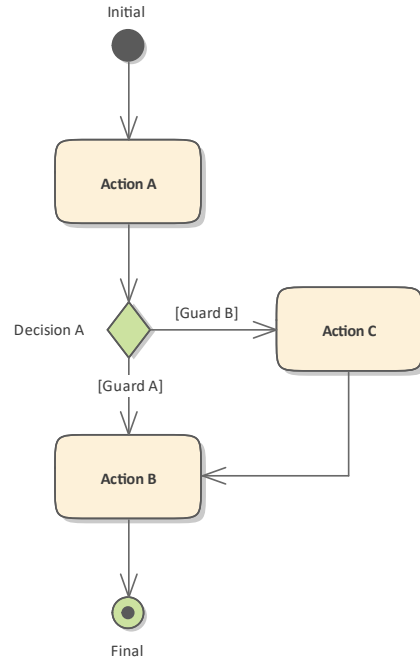 Initial
Action A
[Guard B]
Decision A
Action C
[Guard A]
Action B
Final